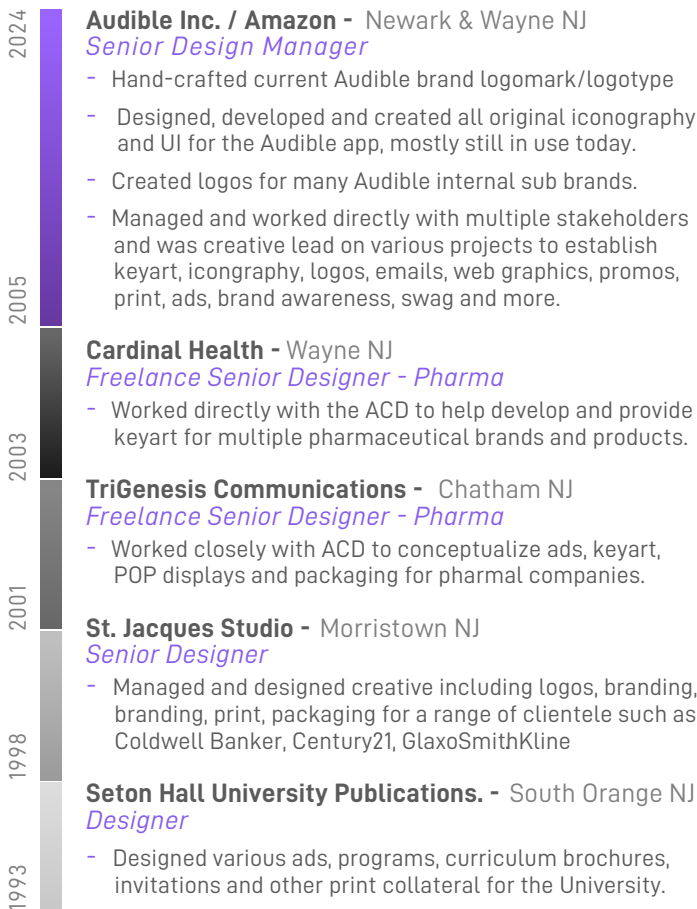 2024
Audible Inc. / Amazon - Newark & Wayne NJ
Senior Design Manager
- Hand-crafted current Audible brand logomark/logotype
- Designed, developed and created all original iconography
and UI for the Audible app, mostly still in use today.
- Created logos for many Audible internal sub brands.
- Managed and worked directly with multiple stakeholders
and was creative lead on various projects to establish
keyart, icongraphy, logos, emails, web graphics, promos,
print, ads, brand awareness, swag and more.
2005
Cardinal Health - Wayne NJ
Freelance Senior Designer - Pharma
- Worked directly with the ACD to help develop and provide
keyart for multiple pharmaceutical brands and products.
2003
TriGenesis Communications - Chatham NJ
Freelance Senior Designer - Pharma
- Worked closely with ACD to conceptualize ads, keyart,
POP displays and packaging for pharmal companies.
2001
St. Jacques Studio - Morristown NJ
Senior Designer
- Managed and designed creative including logos, branding,
branding, print, packaging for a range of clientele such as
Coldwell Banker, Century21, GlaxoSmithKline
1998
Seton Hall University Publications. - South Orange NJ
Designer
- Designed various ads, programs, curriculum brochures,
invitations and other print collateral for the University.
1993